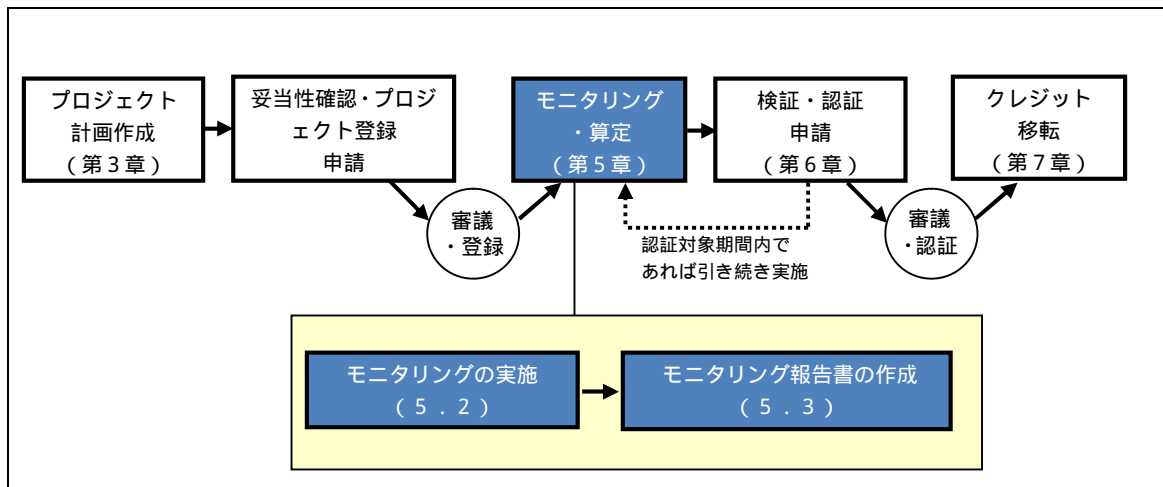 プロジェクト
計画作成
(第3章)
妥当性確認・プロジ
ェクト登録
申請
モニタリング
・算定
(第5章)
検証・認証
申請
(第6章)
クレジット
移転
(第7章)
審議
・登録
認証対象期間内で
あれば引き続き実施
審議
・認証
モニタリングの実施
(5.2)
モニタリング報告書の作成
(5.3)